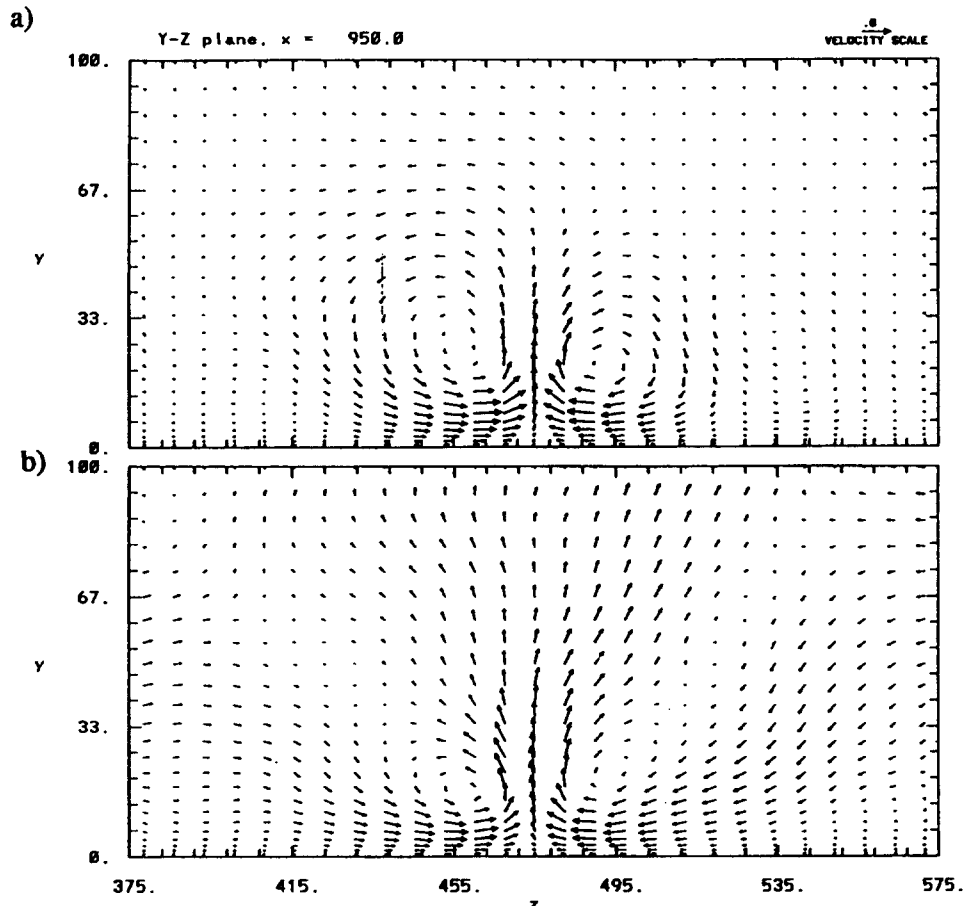 a)
Y-Z plane, x = 950.0
VELOCITY SCALE
100.
67.
y
33.
0.
b)
100.
67.
y
33.
0.
375. 415. 455. 495. 535. 575.